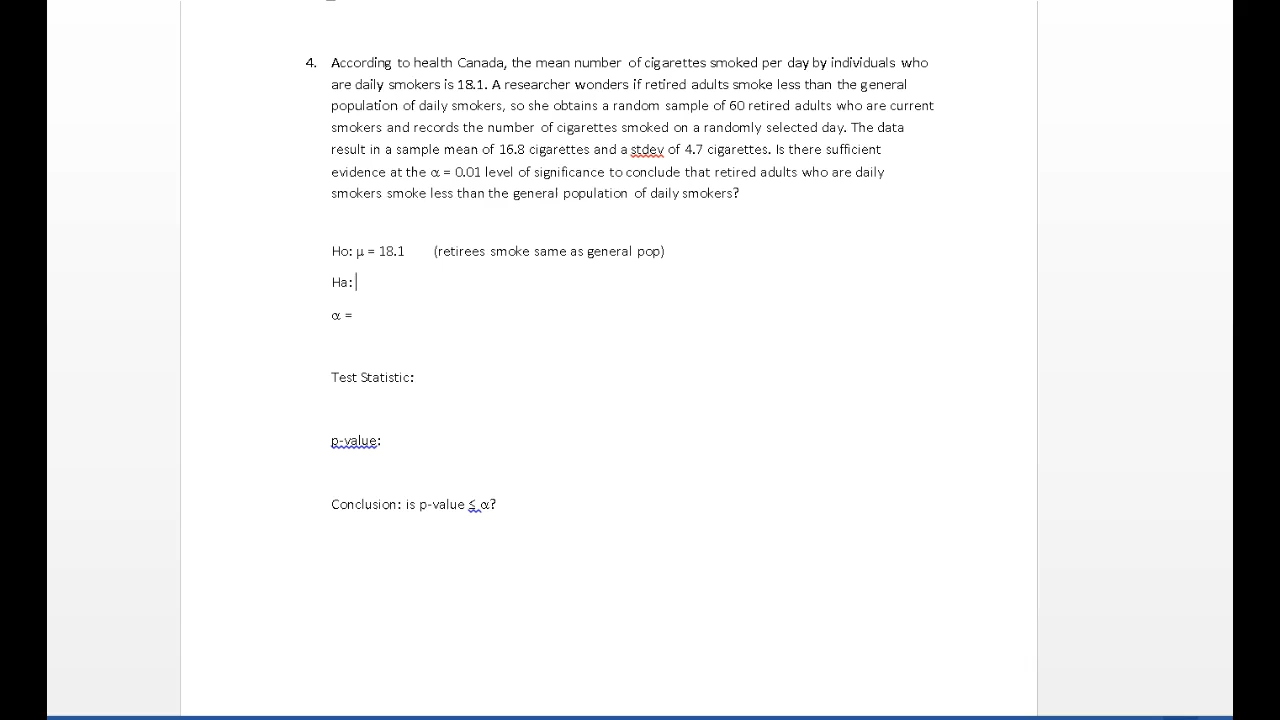 4. According to health Canada, the mean number of cigarettes smoked per day by individuals who
are daily smokers is 18.1. A researcher wonders if retired adults smoke less than the general
population of daily smokers, so she obtains a random sample of 60 retired adults who are current
smokers and records the number of cigarettes smoked on a randomly selected day. The data
result in a sample mean of 16.8 cigarettes and a stdev of 4.7 cigarettes. Is there sufficient
evidence at the α = 0.01 level of significance to conclude that retired adults who are daily
smokers smoke less than the general population of daily smokers?
Ho: μ = 18.1 (retirees smoke same as general pop)
Ha:
α =
Test Statistic:
p-value:
Conclusion: is p-value ≤ α?